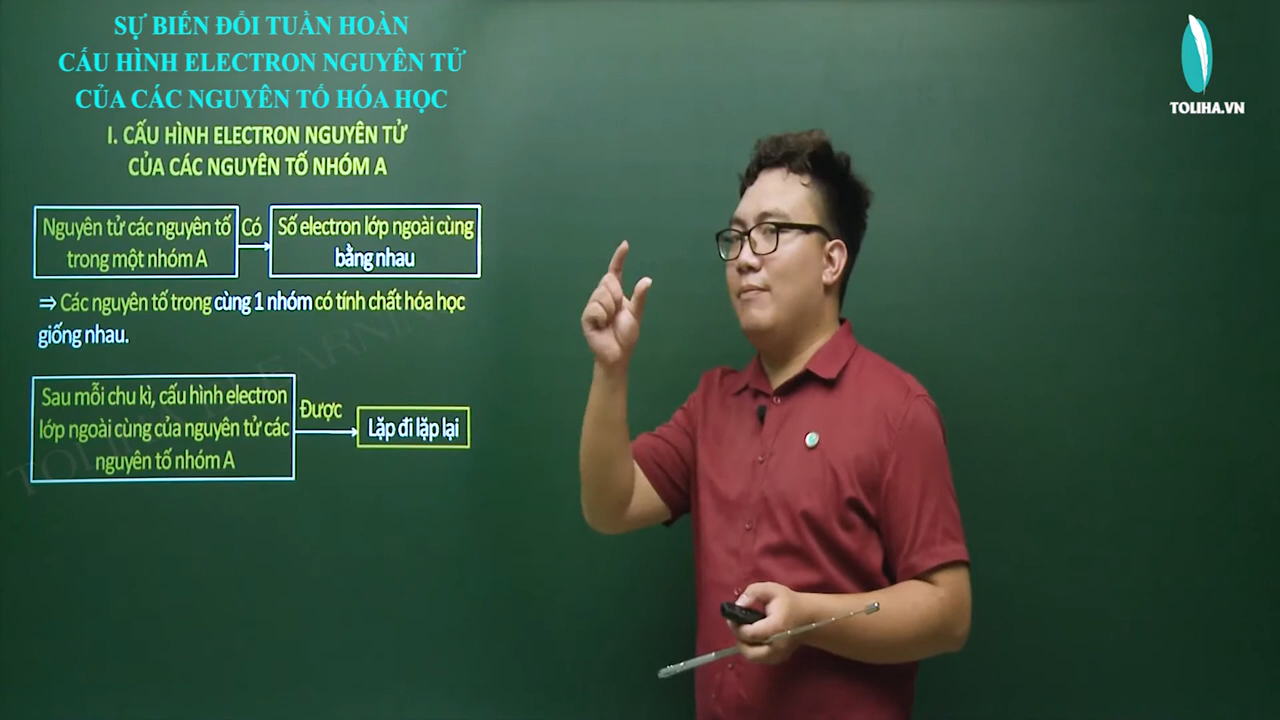 SỰ BIẾN ĐỔI TUẦN HOÀN
CẤU HÌNH ELECTRON NGUYÊN TỬ
CỦA CÁC NGUYÊN TỐ HÓA HỌC
I. CẤU HÌNH ELECTRON NGUYÊN TỬ
CỦA CÁC NGUYÊN TỐ NHÓM A
Nguyên tử các nguyên tố
trong một nhóm A
Có
Số electron lớp ngoài cùng
bằng nhau
⇒ Các nguyên tố trong cùng 1 nhóm có tính chất hóa học
giống nhau.
Sau mỗi chu kì, cấu hình electron
lớp ngoài cùng của nguyên tử các
nguyên tố nhóm A
Được
Lặp đi lặp lại
TOLIHA.VN